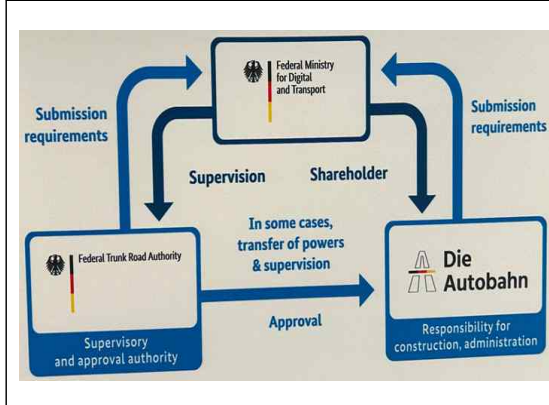 Federal Ministry
for Digital
and Transport
Submission
requirements
Submission
requirements
Supervision
Shareholder
In some cases,
transfer of powers
& supervision
Federal Trunk Road Authority
Die
Autobahn
Approval
Supervisory
and approval authority
Responsibility for
construction, administration